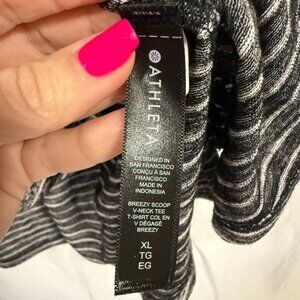 ATHLETA
DESIGNED IN
SAN FRANCISCO
CONÇU A SAN
FRANCISCO
MADE IN
INDONESIA
BREEZY SCOOP
V-NECK TEE
T-SHIRT COL EN
V DÉGAGÉ
BREEZY
XL
TG
EG